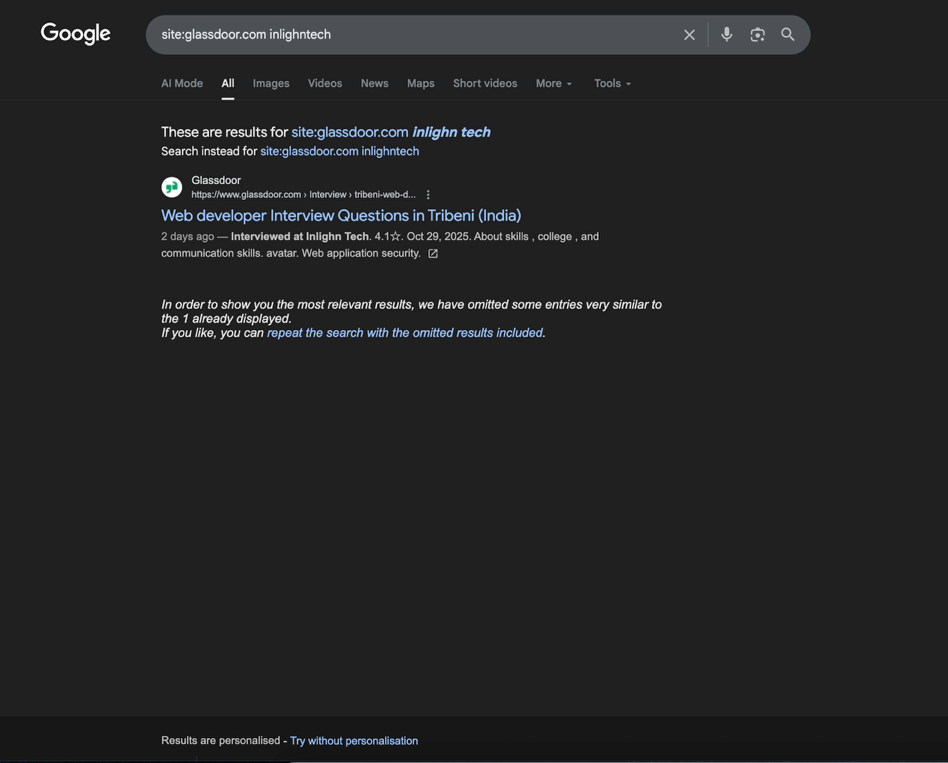 Google
site:glassdoor.com inlighntech
AI Mode All Images Videos News Maps Short videos More Tools
These are results for site:glassdoor.com inlighn tech
Search instead for site:glassdoor.com inlighntech
Glassdoor
https://www.glassdoor.com › Interview › tribeni-web-d...
Web developer Interview Questions in Tribeni (India)
2 days ago — Interviewed at Inlighn Tech. 4.1☆. Oct 29, 2025. About skills , college , and
communication skills. avatar. Web application security.
In order to show you the most relevant results, we have omitted some entries very similar to
the 1 already displayed.
If you like, you can repeat the search with the omitted results included.
Results are personalised - Try without personalisation